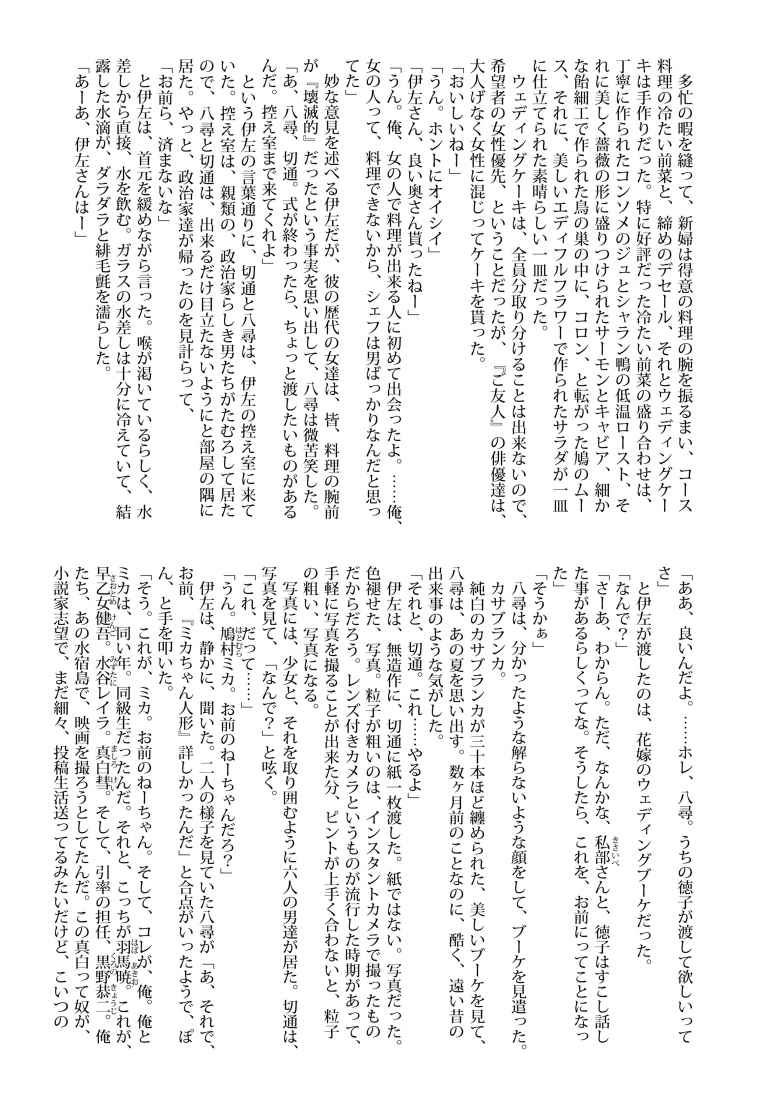 多忙の暇を縫って、新婦は得意の料理の腕を振るまい、コース
料理の冷たい前菜と、締めのデセール、それとウェディングケー
キは手作りだった。特に好評だった冷たい前菜の盛り合わせは、
丁寧に作られたコンソメのジュとシャラン鴨の低温ロースト、そ
れに美しく薔薇の形に盛りつけられたサーモンとキャビア、細か
な飴細工で作られた鳥の巣の中に、コロン、と転がった鳩のムー
ス、それに、美しいエディフルフラワーで作られたサラダが一皿
に仕立てられた素晴らしい一皿だった。
　ウェディングケーキは、全員分取り分けることは出来ないので、
希望者の女性優先、ということだったが、『ご友人』の俳優達は、
大人げなく女性に混じってケーキを貰った。
「おいしいねー」
「うん。ホントにオイシイ」
「伊左さん、良い奥さん貰ったねー」
「うん。俺、女の人で料理が出来る人に初めて出会ったよ。……俺、
女の人って、料理できないから、シェフは男ばっかりなんだと思っ
てた」
　妙な意見を述べる伊左だが、彼の歴代の女達は、皆、料理の腕前
が『壊滅的』だったという事実を思い出して、八尋は微苦笑した。
「あ、八尋、切通。式が終わったら、ちょっと渡したいものがある
んだ。控え室まで来てくれよ」
　という伊左の言葉通りに、切通と八尋は、伊左の控え室に来て
いた。控え室は、親類の、政治家らしき男たちがたむろして居た
ので、八尋と切通は、出来るだけ目立たないようにと部屋の隅に
居た。やっと、政治家達が帰ったのを見計らって、
「お前ら、済まないな」
　と伊左は、首元を緩めながら言った。喉が渇いているらしく、水
差しから直接、水を飲む。ガラスの水差しは十分に冷えていて、結
露した水滴が、ダラダラと緋毛氈を濡らした。
「あーあ、伊左さんはー」
「ああ、良いんだよ。……ホレ、八尋。うちの徳子が渡して欲しいって
さ」
　と伊左が渡したのは、花嫁のウェディングブーケだった。
「なんで？」
「さーあ、わからん。ただ、なんかな、私部さんと、徳子はすこし話し
た事があるらしくってな。そうしたら、これを、お前にってことになっ
た」
「そうかぁ」
　八尋は、分かったような解らないような顔をして、ブーケを見遣った。
　カサブランカ。
　純白のカサブランカが三十本ほど纏められた、美しいブーケを見て、
八尋は、あの夏を思い出す。数ヶ月前のことなのに、酷く、遠い昔の
出来事のような気がした。
「それと、切通。これ……やるよ」
　伊左は、無造作に、切通に紙一枚渡した。紙ではない。写真だった。
色褪せた、写真。粒子が粗いのは、インスタントカメラで撮ったもの
だからだろう。レンズ付きカメラというものが流行した時期があって、
手軽に写真を撮ることが出来た分、ピントが上手く合わないと、粒子
の粗い、写真になる。
　写真には、少女と、それを取り囲むように六人の男達が居た。切通は、
写真を見て、「なんで？」と呟く。
「これ、だって……」
「うん。鳩村ミカ。お前のねーちゃんだろ？」
　伊左は、静かに、聞いた。二人の様子を見ていた八尋が「あ、それで、
お前、『ミカちゃん人形』詳しかったんだ」と合点がいったようで、ぽ
ん、と手を叩いた。
「そう。これが、ミカ。お前のねーちゃん。そして、コレが、俺。俺と
ミカは、同い年。同級生だったんだ。それと、こっちが羽馬暁。これが、
早乙女健吾。水谷レイラ。真白彗。そして、引率の担任、黒野恭二。俺
たち、あの水宿島で、映画を撮ろうとしてたんだ。この真白って奴が、
小説家志望で、まだ細々、投稿生活送ってるみたいだけど、こいつの